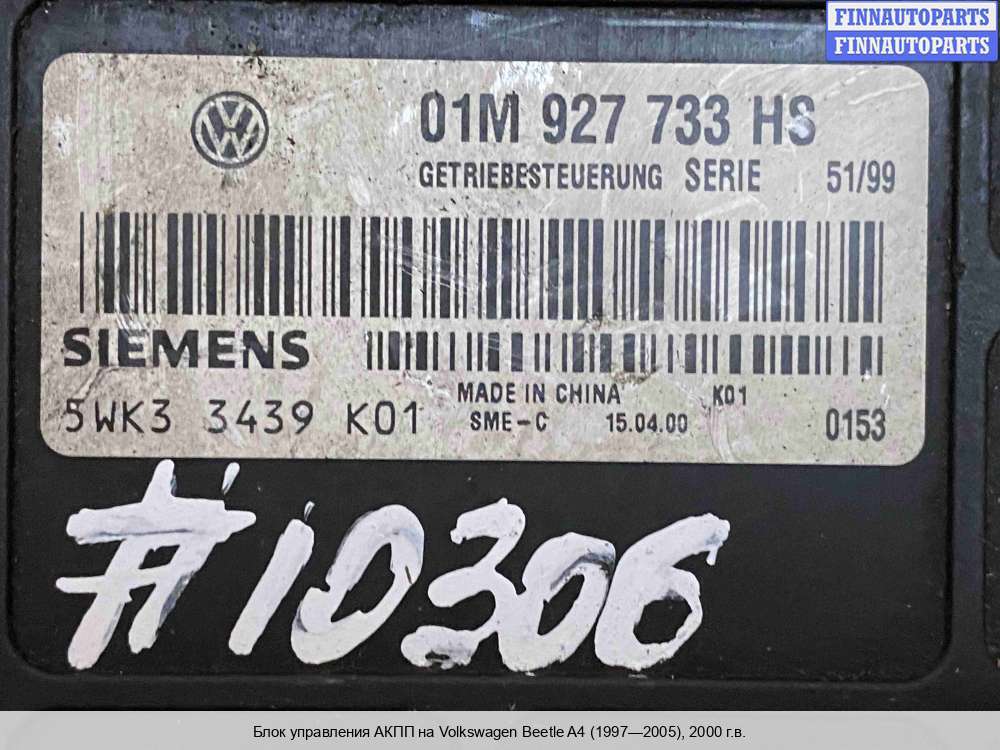 FINNAUTOPARTS
FINNAUTOPARTS
01M 927 733 HS
GETRIEBESTEUERUNG SERIE 51/99
SIEMENS
MADE IN CHINA K01
5WK3 3439 K01 SME-C 15.04.00 0153
#10306
Блок управления АКПП на Volkswagen Beetle A4 (1997—2005), 2000 г.в.